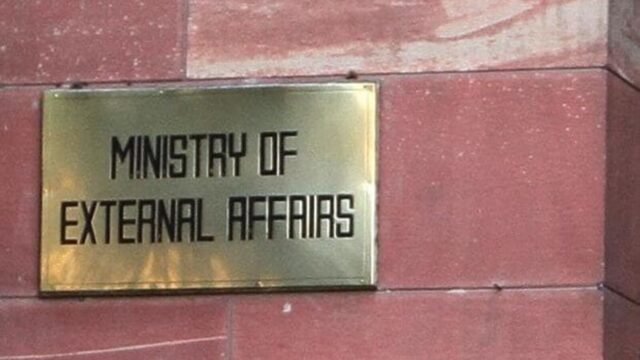 MINISTRY OF
EXTERNAL AFFAIRS